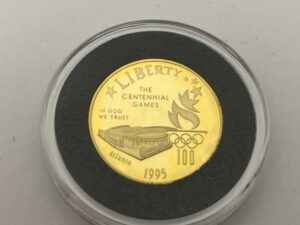 LIBERTY
THE
CENTENNIAL
GAMES
IN GOD
WE TRUST
100
Atlanta
1995